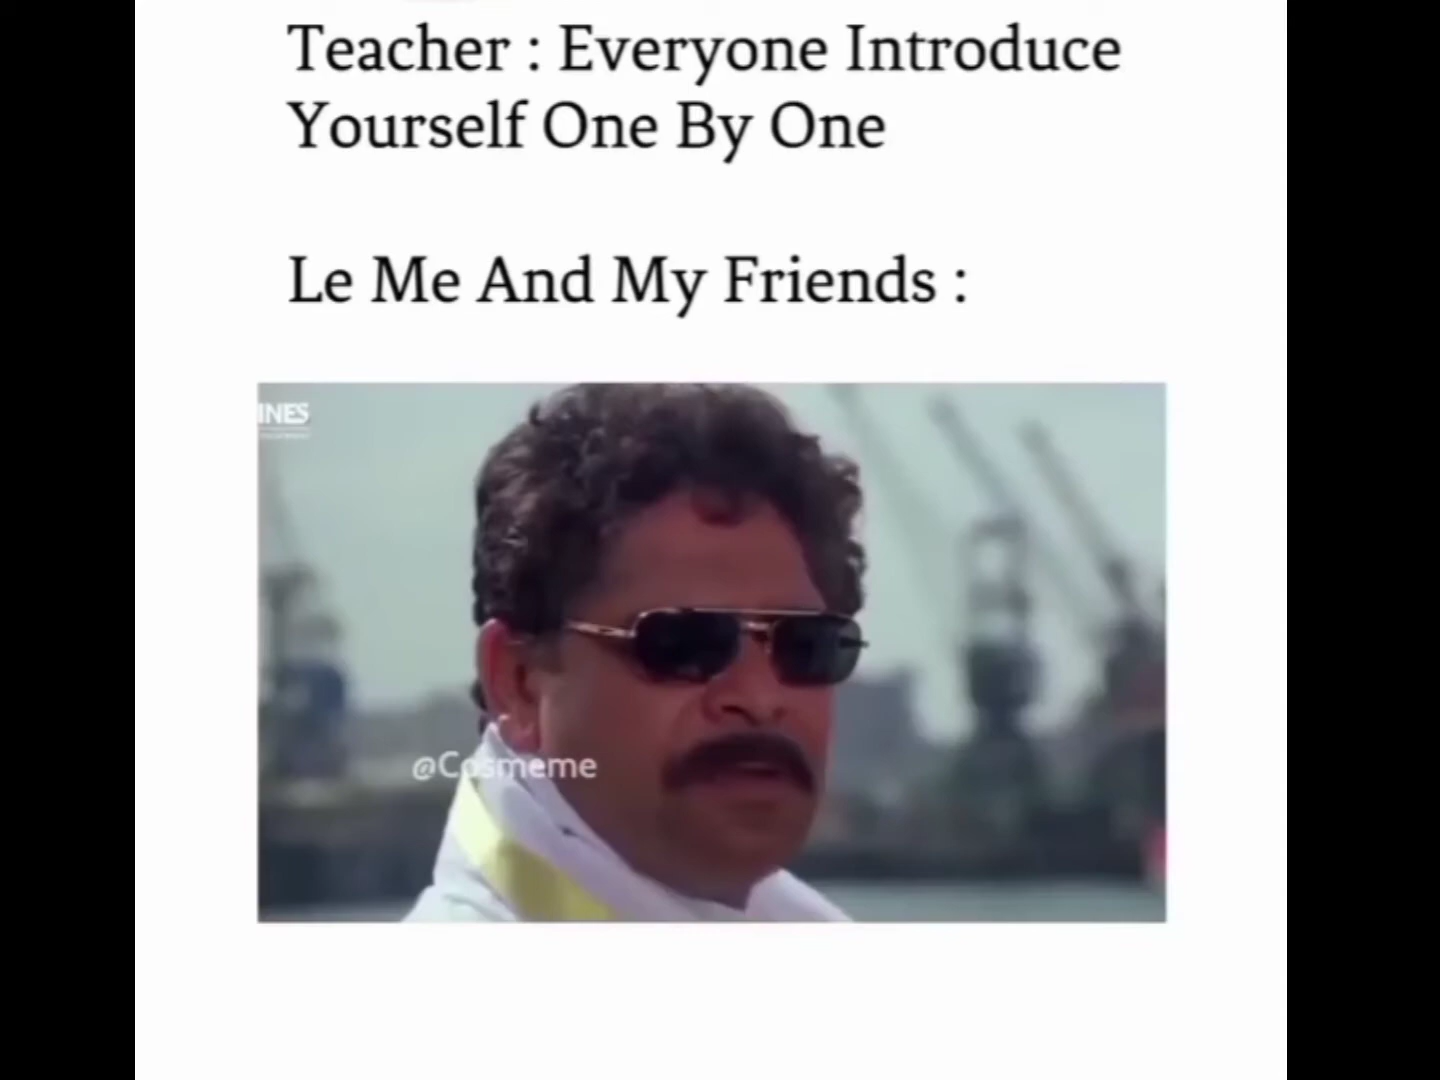 Teacher : Everyone Introduce
Yourself One By One
Le Me And My Friends :
INES
@Cosmeme